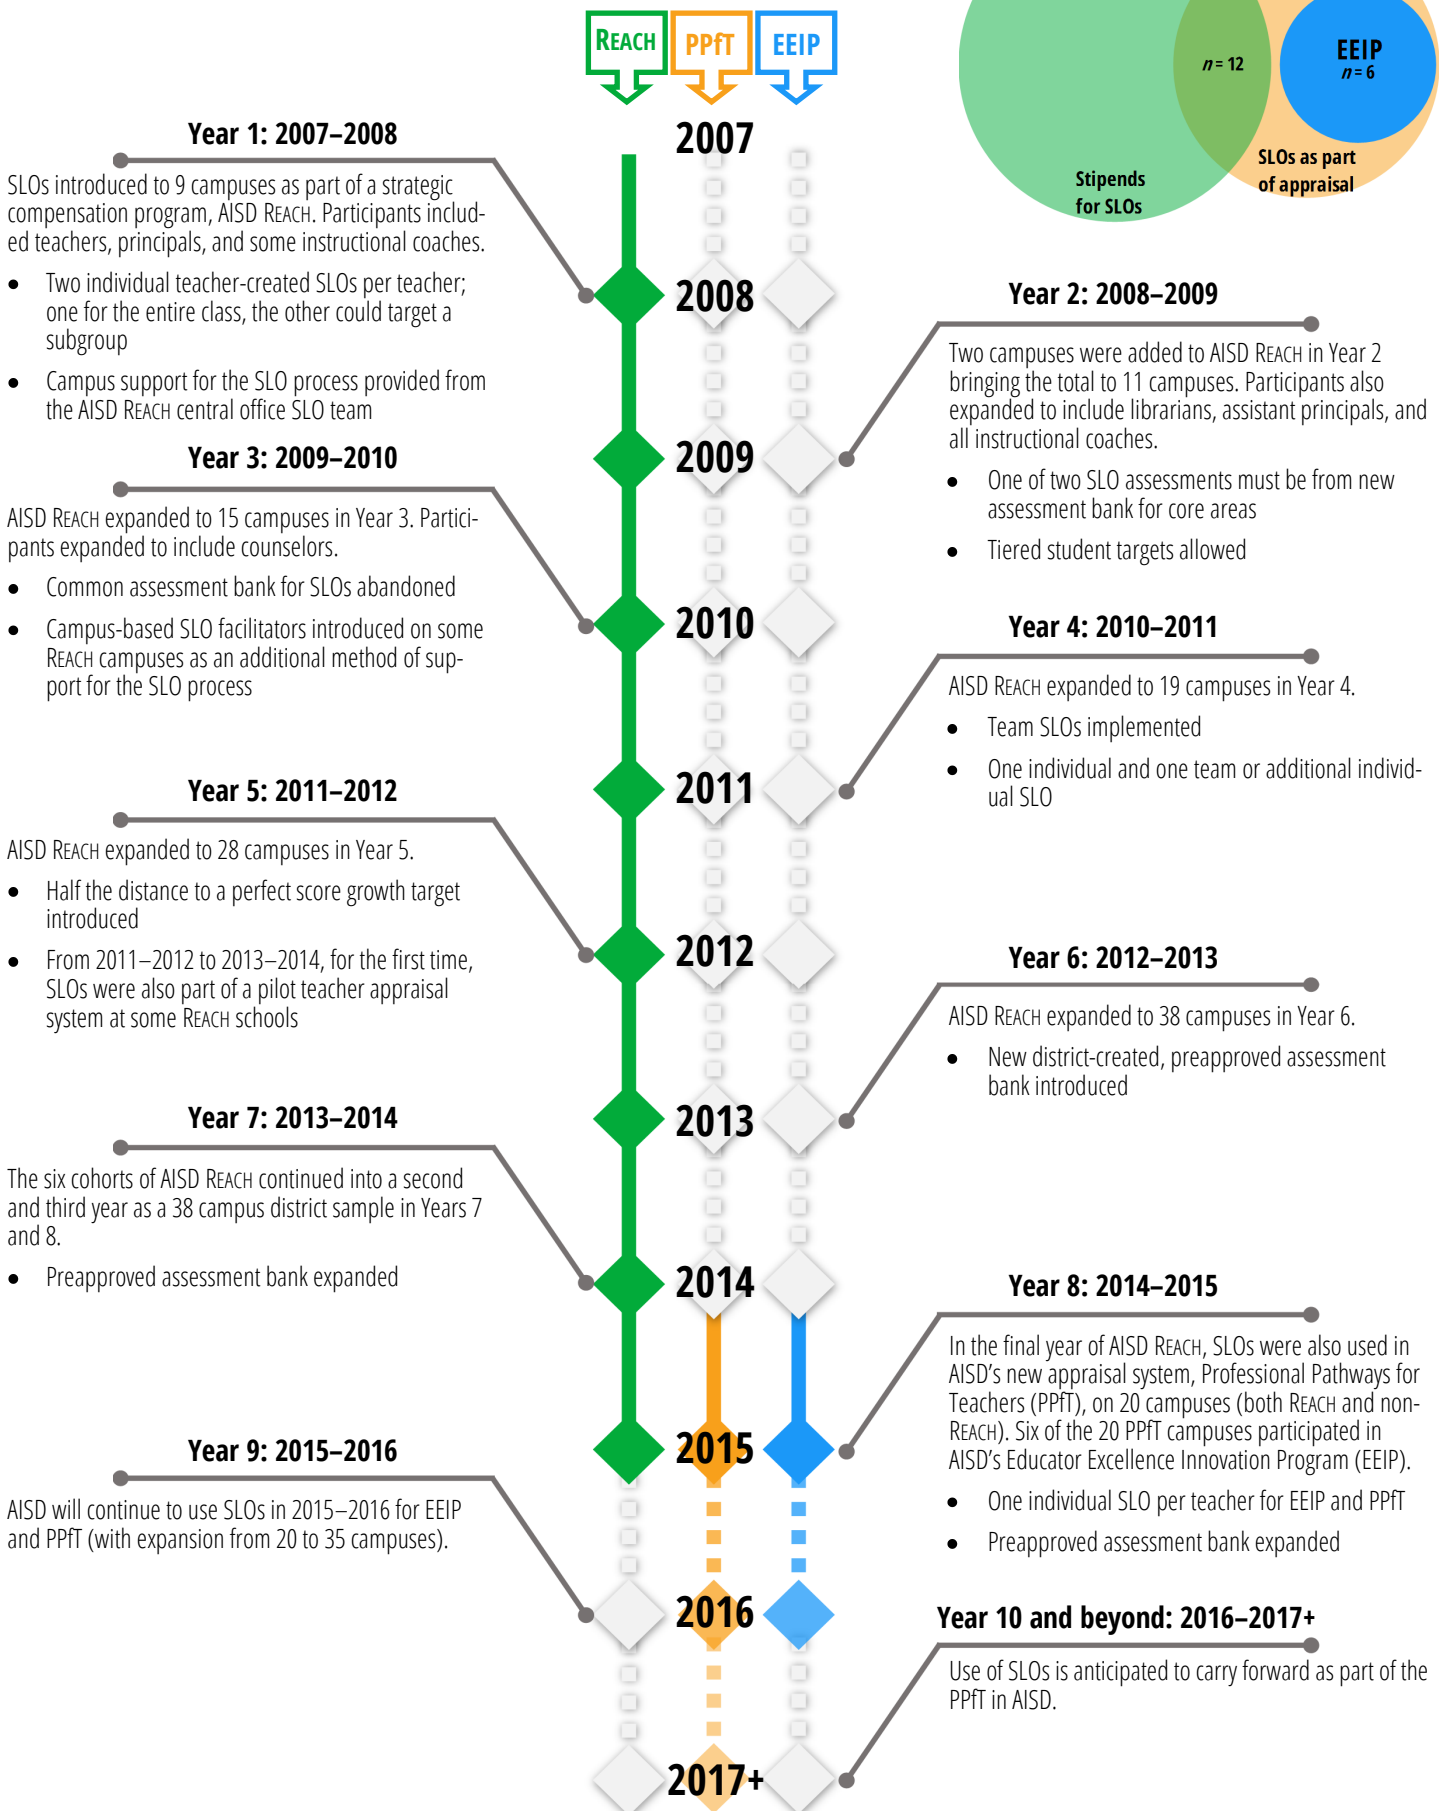 REACH
PPfT
EEIP
n = 12
EEIP
n = 6
SLOs as part
of appraisal
Stipends
for SLOs
2007
Year 1: 2007–2008
SLOs introduced to 9 campuses as part of a strategic
compensation program, AISD REACH. Participants includ-
ed teachers, principals, and some instructional coaches.
• Two individual teacher-created SLOs per teacher;
one for the entire class, the other could target a
subgroup
• Campus support for the SLO process provided from
the AISD REACH central office SLO team
2008
Year 2: 2008–2009
Two campuses were added to AISD REACH in Year 2
bringing the total to 11 campuses. Participants also
expanded to include librarians, assistant principals, and
all instructional coaches.
• One of two SLO assessments must be from new
assessment bank for core areas
• Tiered student targets allowed
2009
Year 3: 2009–2010
AISD REACH expanded to 15 campuses in Year 3. Partici-
pants expanded to include counselors.
• Common assessment bank for SLOs abandoned
• Campus-based SLO facilitators introduced on some
REACH campuses as an additional method of sup-
port for the SLO process
2010
Year 4: 2010–2011
AISD REACH expanded to 19 campuses in Year 4.
• Team SLOs implemented
• One individual and one team or additional individ-
ual SLO
2011
Year 5: 2011–2012
AISD REACH expanded to 28 campuses in Year 5.
• Half the distance to a perfect score growth target
introduced
• From 2011–2012 to 2013–2014, for the first time,
SLOs were also part of a pilot teacher appraisal
system at some REACH schools
2012
Year 6: 2012–2013
AISD REACH expanded to 38 campuses in Year 6.
• New district-created, preapproved assessment
bank introduced
2013
Year 7: 2013–2014
The six cohorts of AISD REACH continued into a second
and third year as a 38 campus district sample in Years 7
and 8.
• Preapproved assessment bank expanded
2014
Year 8: 2014–2015
In the final year of AISD REACH, SLOs were also used in
AISD’s new appraisal system, Professional Pathways for
Teachers (PPfT), on 20 campuses (both REACH and non-
REACH). Six of the 20 PPfT campuses participated in
AISD’s Educator Excellence Innovation Program (EEIP).
• One individual SLO per teacher for EEIP and PPfT
• Preapproved assessment bank expanded
2015
Year 9: 2015–2016
AISD will continue to use SLOs in 2015–2016 for EEIP
and PPfT (with expansion from 20 to 35 campuses).
2016
Year 10 and beyond: 2016–2017+
Use of SLOs is anticipated to carry forward as part of the
PPfT in AISD.
2017+